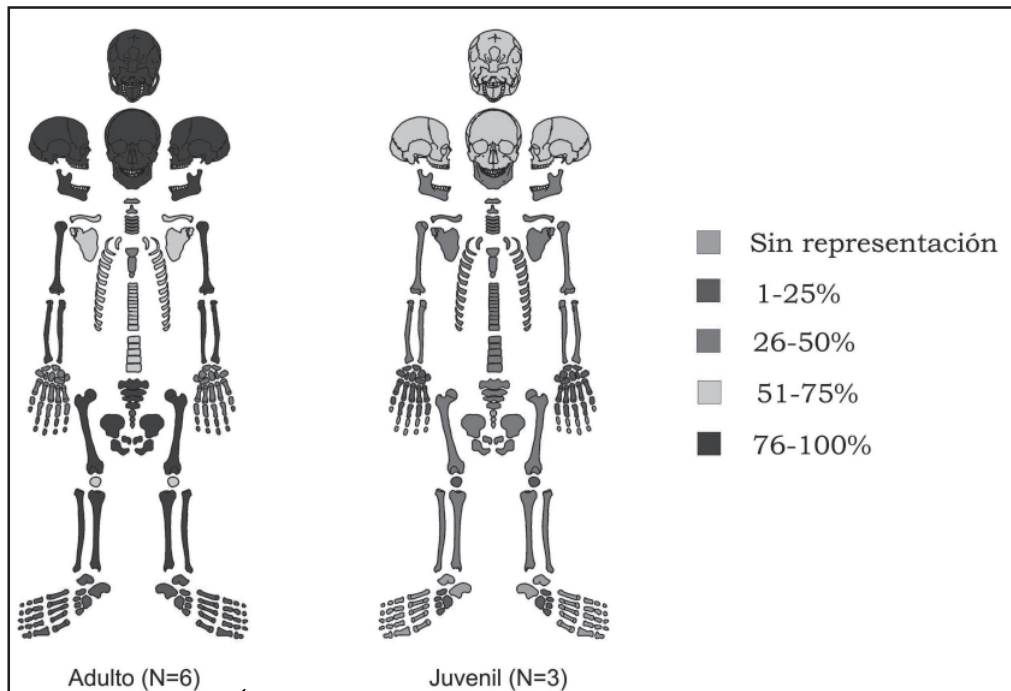 Sin representación
1-25%
26-50%
51-75%
76-100%
Adulto (N=6)
Juvenil (N=3)